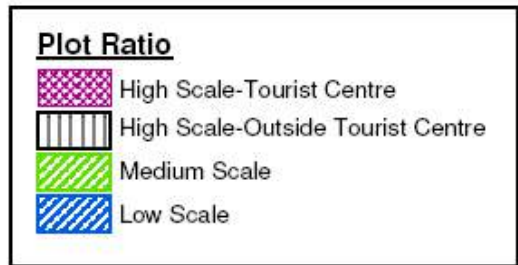 Plot Ratio
High Scale-Tourist Centre
High Scale-Outside Tourist Centre
Medium Scale
Low Scale